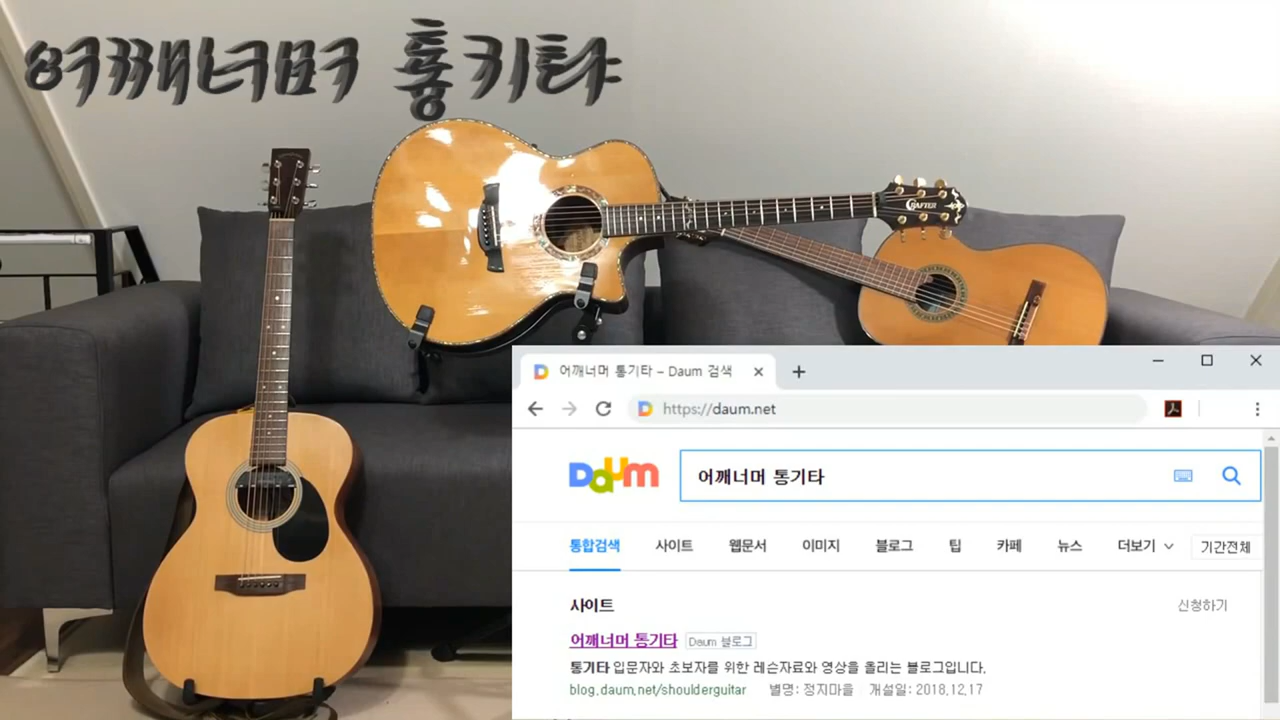 어깨너머 통기타
CRAFTER
어깨너머 통기타 – Daum 검색
https://daum.net
Daum
어깨너머 통기타
통합검색 사이트 웹문서 이미지 블로그 팁 카페 뉴스 더보기 기간전체
사이트 신청하기
어깨너머 통기타 Daum 블로그
통기타 입문자와 초보자를 위한 레슨자료와 영상을 올리는 블로그입니다.
blog.daum.net/shoulderguitar 별명: 정지마을 개설일: 2018.12.17